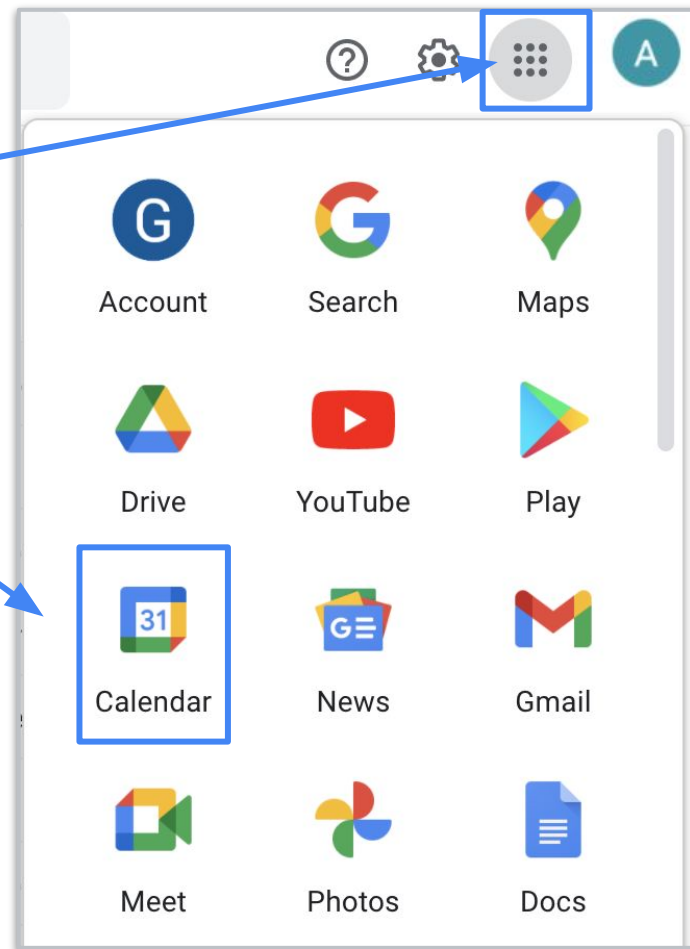 A
G
Account Search Maps
Drive YouTube Play
31
G
Calendar News Gmail
Meet Photos Docs